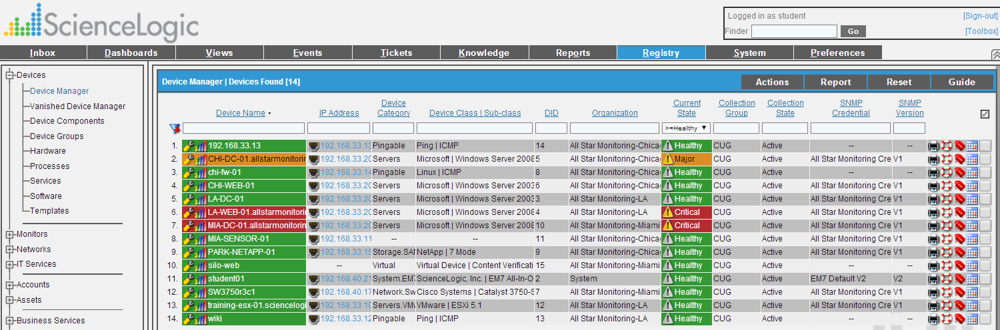 ScienceLogic
Logged in as student [Sign-out]
Finder Go [Toolbox]
Inbox Dashboards Views Events Tickets Knowledge Reports Registry System Preferences
Devices
Device Manager
Vanished Device Manager
Device Components
Device Groups
Hardware
Processes
Services
Software
Templates
Monitors
Networks
IT Services
Accounts
Assets
Business Services
Device Manager | Devices Found [14] Actions Report Reset Guide
Device Name IP Address Device Category Device Class | Sub-class DID Organization Current State Collection Group Collection State SNMP Credential SNMP Version
>=Healthy
1. 192.168.33.13 192.168.33.13 Pingable Ping | ICMP 14 All Star Monitoring-Chicag Healthy CUG Active -- --
2. CHI-DC-01.allstarmonitorin 192.168.33.20 Servers Microsoft | Windows Server 2008 5 All Star Monitoring-Chicag Major CUG Active All Star Monitoring Cre V1
3. chi-fw-01 192.168.33.14 Pingable Linux | ICMP 8 All Star Monitoring-Chicag Healthy CUG Active -- --
4. CHI-WEB-01 192.168.33.20 Servers Microsoft | Windows Server 2003 6 All Star Monitoring-Chicag Healthy CUG Active All Star Monitoring Cre V1
5. LA-DC-01 192.168.33.20 Servers Microsoft | Windows Server 2003 3 All Star Monitoring-LA Healthy CUG Active All Star Monitoring Cre V1
6. LA-WEB-01.allstarmonitorin 192.168.33.20 Servers Microsoft | Windows Server 2008 4 All Star Monitoring-LA Critical CUG Active All Star Monitoring Cre V1
7. MIA-DC-01.allstarmonitorin 192.168.33.20 Servers Microsoft | Windows Server 2008 10 All Star Monitoring-Miami Critical CUG Active All Star Monitoring Cre V1
8. MIA-SENSOR-01 192.168.33.11 -- -- 11 All Star Monitoring-Chicag Healthy CUG Active All Star Monitoring Cre V1
9. PARK-NETAPP-01 192.168.33.15 Storage.SAN NetApp | 7 Mode 9 All Star Monitoring-Chicag Healthy CUG Active All Star Monitoring Cre V1
10. silo-web -- Virtual Virtual Device | Content Verificati 15 All Star Monitoring-Miami Healthy CUG Active -- --
11. student01 192.168.40.21 System.EM7 ScienceLogic, Inc. | EM7 All-In-O 2 System Healthy CUG Active EM7 Default V2 V2
12. SW3750r3c1 192.168.40.17 Network.Sw Cisco Systems | Catalyst 3750-S 7 All Star Monitoring-Miami Healthy CUG Active All Star Monitoring Cre V1
13. training-esx-01.sciencelogi 192.168.33.10 Servers.VMw VMware | ESXi 5.1 12 All Star Monitoring-LA Healthy CUG Active All Star Monitoring Cre V1
14. wiki 192.168.33.12 Pingable Ping | ICMP 13 All Star Monitoring-LA Healthy CUG Active -- --